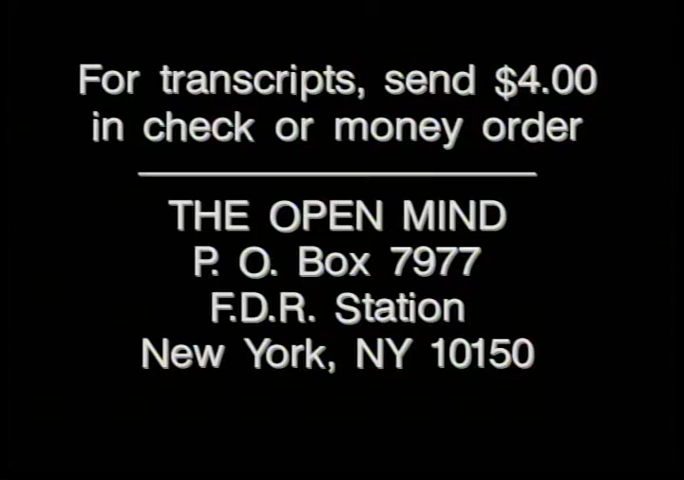 For transcripts, send $4.00
in check or money order
THE OPEN MIND
P. O. Box 7977
F.D.R. Station
New York, NY 10150